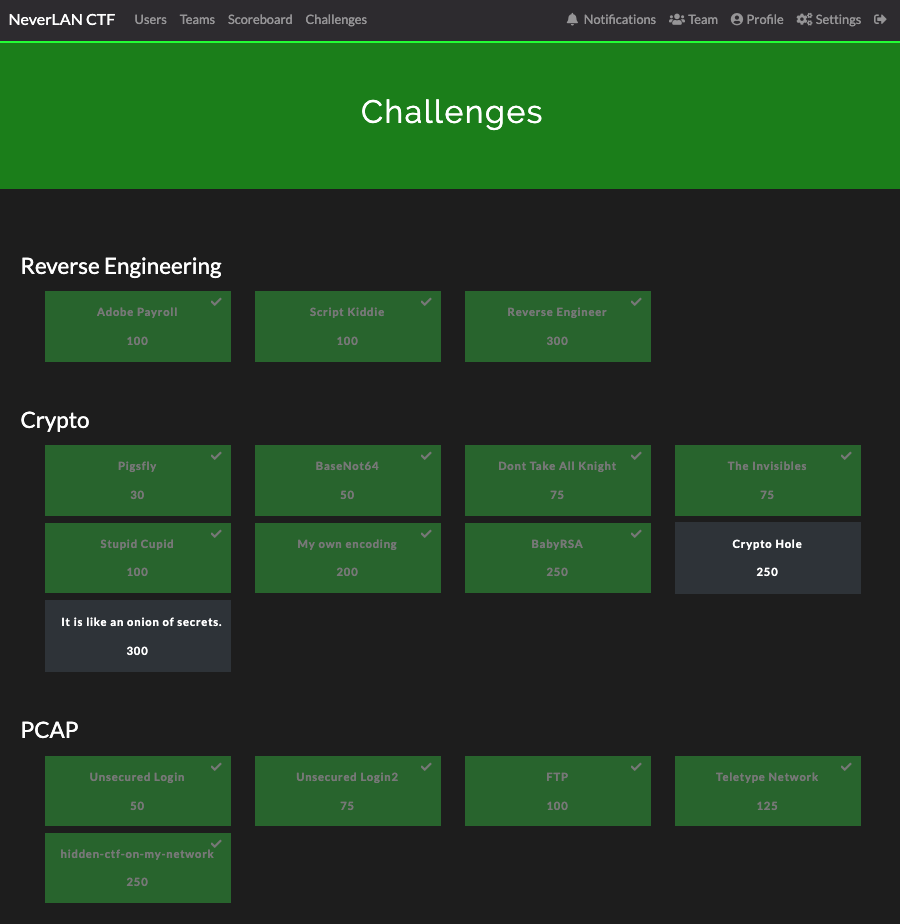 NeverLAN CTF Users Teams Scoreboard Challenges Notifications Team Profile Settings
Challenges
Reverse Engineering
Adobe Payroll
100
Script Kiddie
100
Reverse Engineer
300
Crypto
Pigsfly
30
BaseNot64
50
Dont Take All Knight
75
The Invisibles
75
Stupid Cupid
100
My own encoding
200
BabyRSA
250
Crypto Hole
250
It is like an onion of secrets.
300
PCAP
Unsecured Login
50
Unsecured Login2
75
FTP
100
Teletype Network
125
hidden-ctf-on-my-network
250